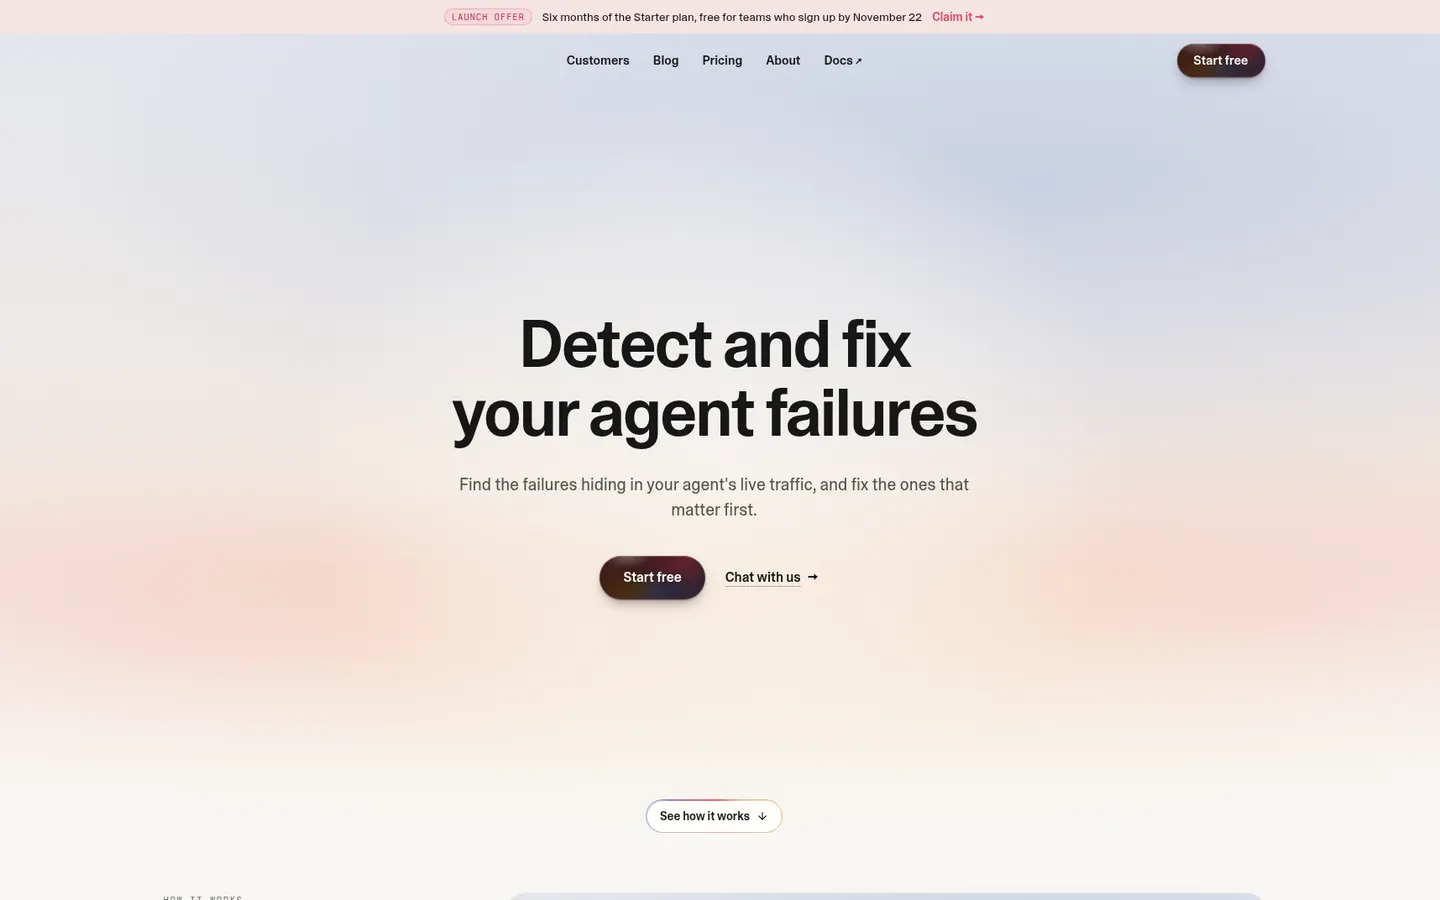 LAUNCH OFFER Six months of the Starter plan, free for teams who sign up by November 22 Claim it →
Customers Blog Pricing About Docs ↗ Start free
Detect and fix
your agent failures
Find the failures hiding in your agent's live traffic, and fix the ones that
matter first.
Start free Chat with us →
See how it works ↓
HOW IT WORKS